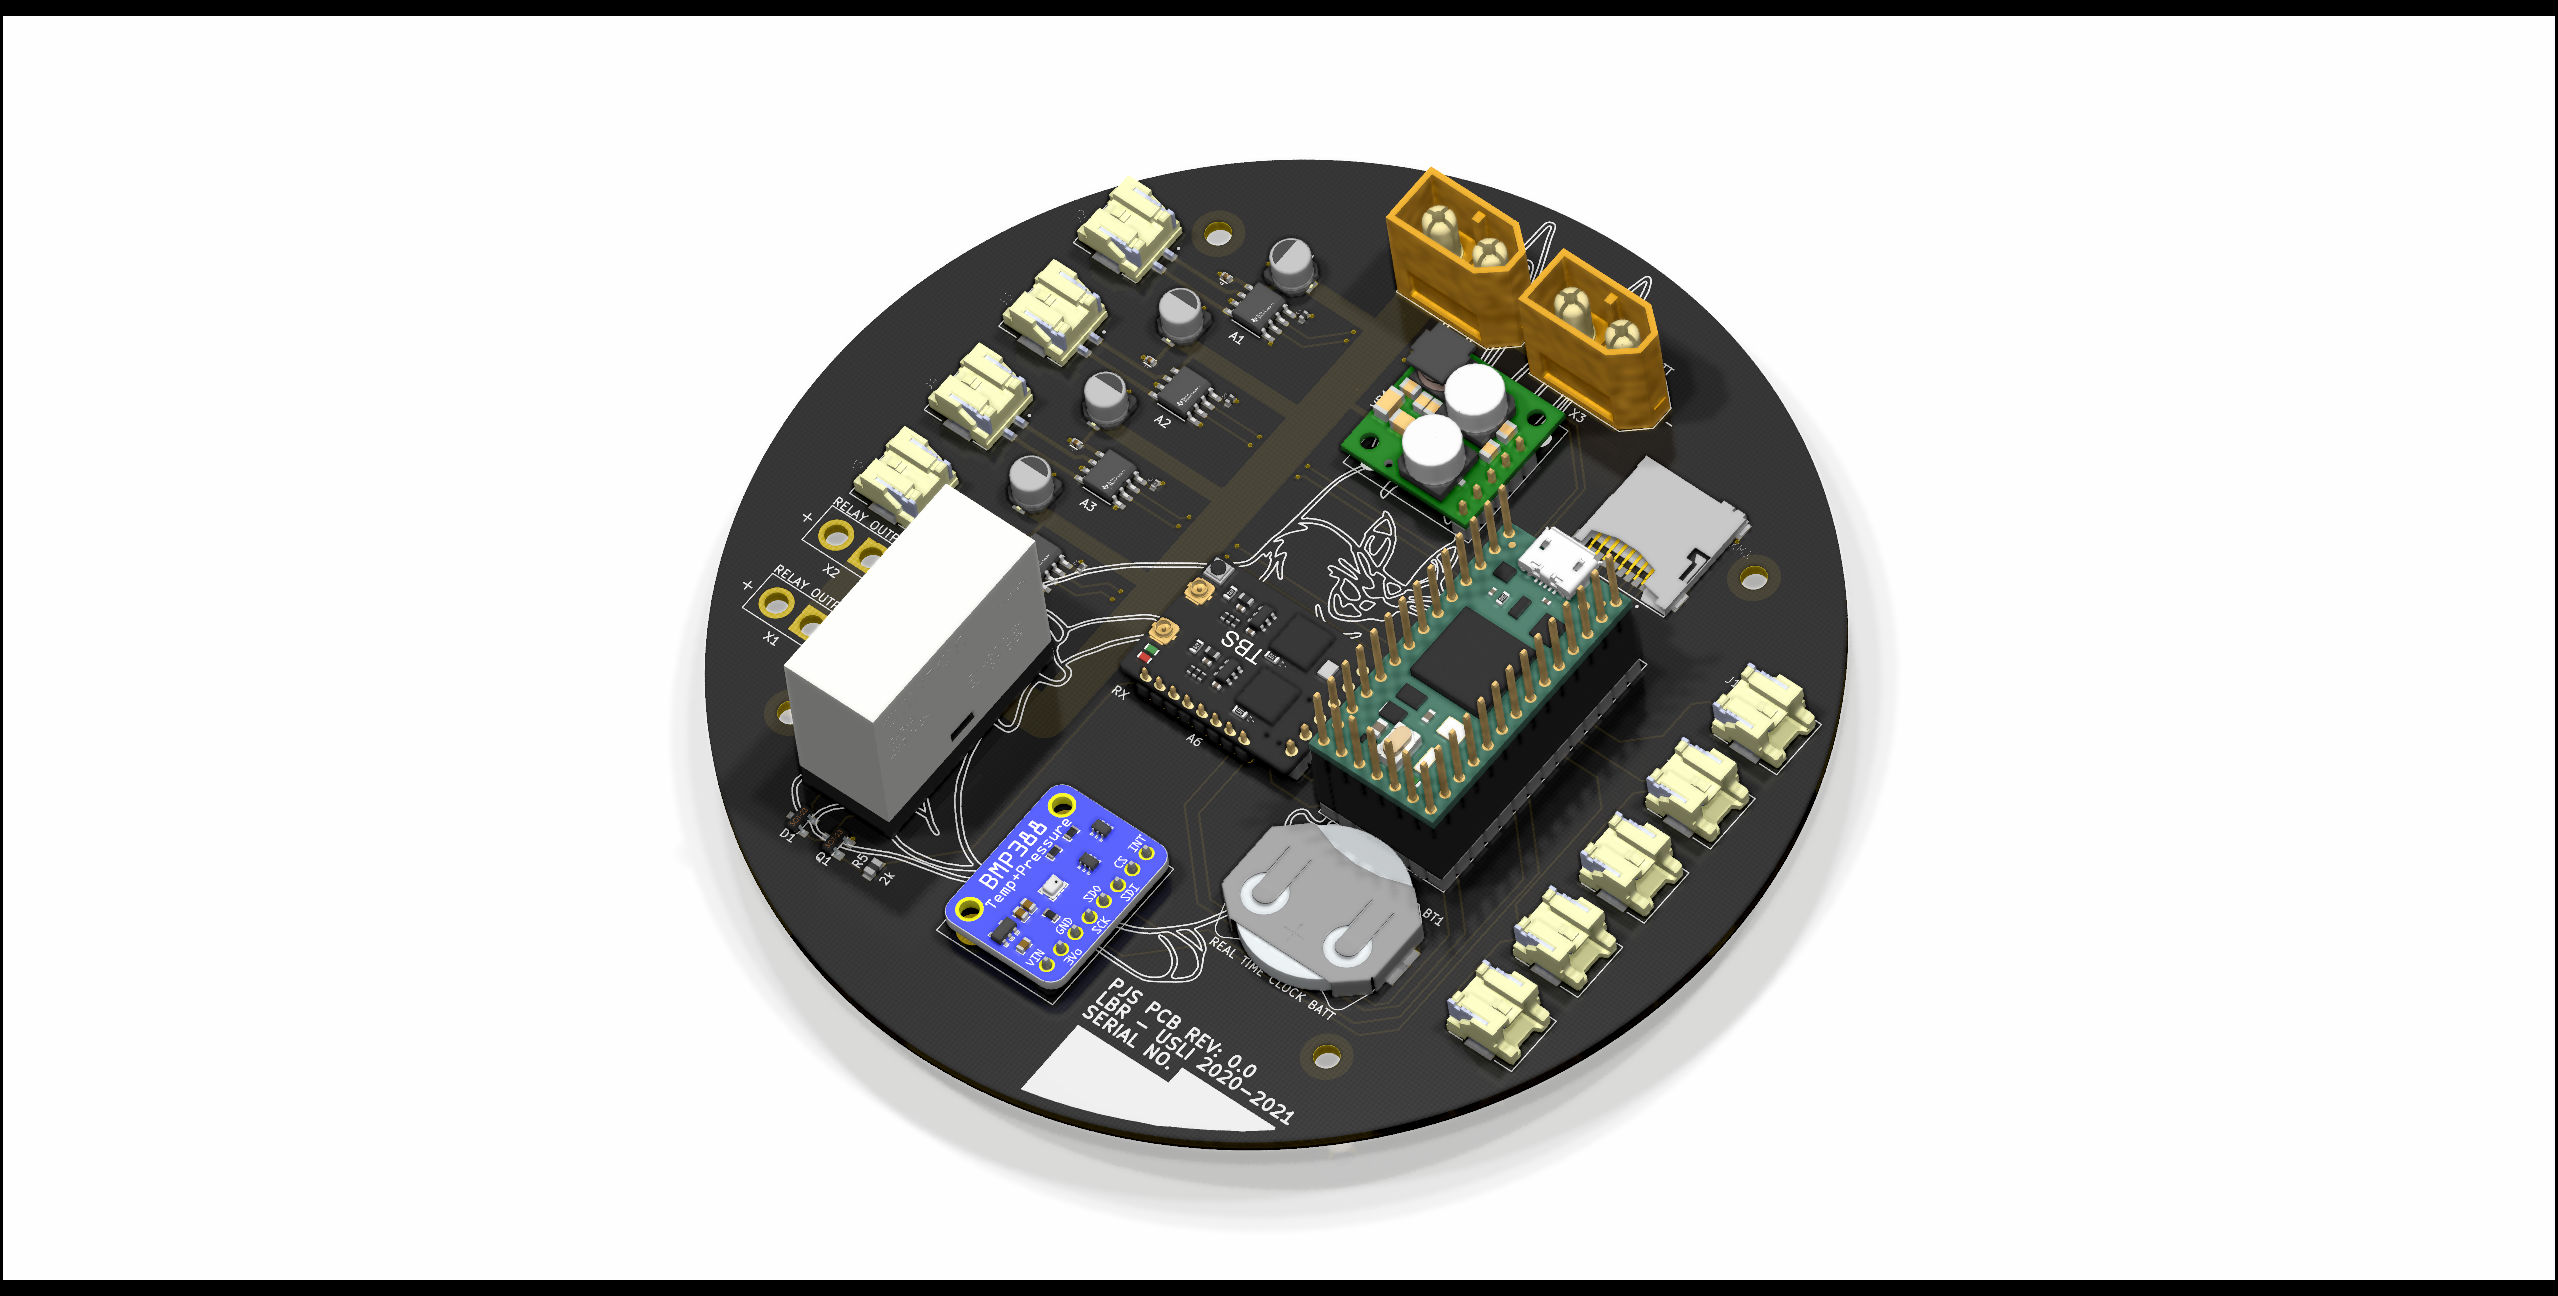 A1
A2
A3
X3
RELAY OUT
X2
RELAY OUT
X1
TBS
RX
A6
D1
Q1
R5
2k
BMP388
Temp+Pressure
INT
CS
SDI
SDO
SCK
GND
3Vo
VIN
BT1
REAL TIME CLOCK BATT
PJS PCB REV: 0.0
LBR - USLI 2020-2021
SERIAL NO.